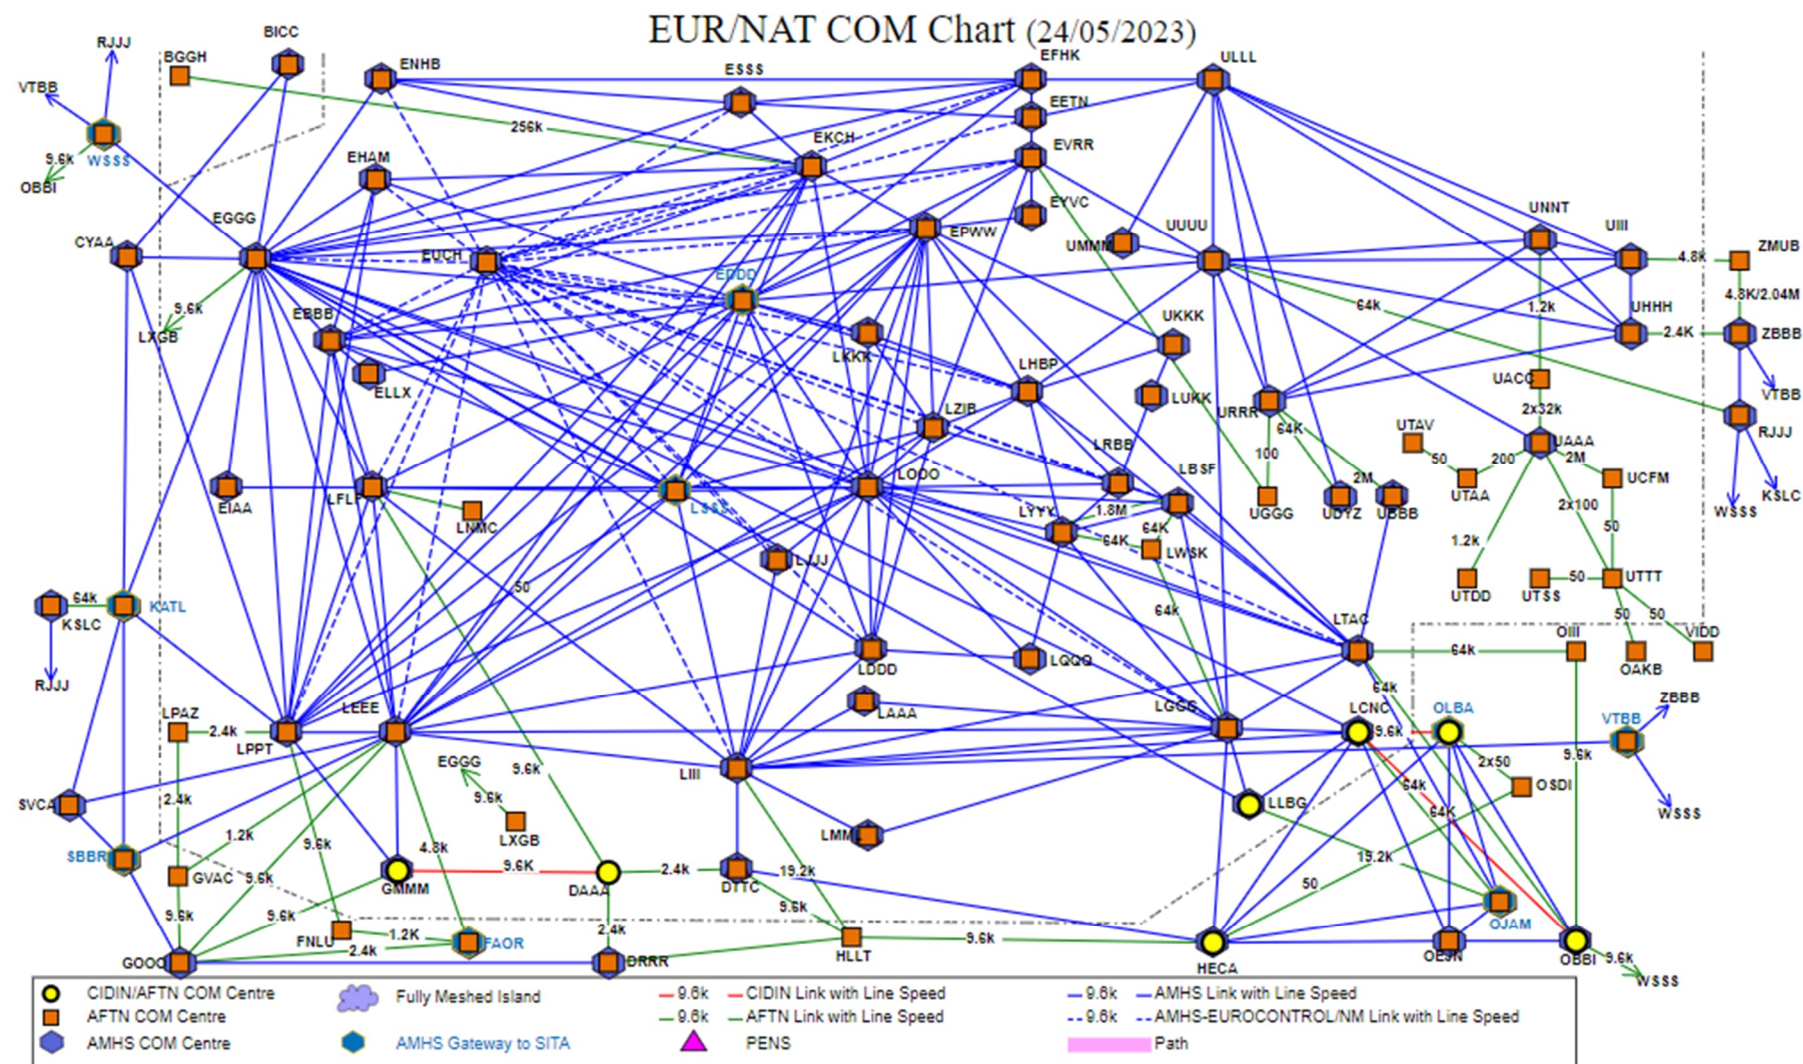 EUR/NAT COM Chart (24/05/2023)
RJJJ
BICC
BGGH
ENHB
ESSS
EFHK
ULLL
VTBB
EETN
256k
EKCH
EVRR
9.6k
WSSS
EHAM
OBBI
EGGG
EYVC
UNNT
UIII
CYAA
EUCH
EPWW
UMMM
UUUU
4.8k
ZMUB
EDDD
9.6k
EBBB
64k
1.2k
UHHH
4.8K/2.04M
LXGB
UKKK
2.4K
ZBBB
LKKK
LHBP
ELLX
UACC
VTBB
LUKK
LZIB
URRR
2x32k
64K
UTAV
RJJJ
LRBB
100
50
200
UAAA
2M
LBSF
2M
UCFM
LOOO
UTAA
KSLC
EIAA
LFLF
LSSS
LYYY
1.8M
UGGG
UDYZ
UBBB
2x100
WSSS
LNMC
64K
50
64K
LWSK
1.2k
LJJJ
50
50
UTTT
64k
KATL
64k
UTDD
UTSS
KSLC
50
50
LTAC
OIII
VIDD
64k
LDDD
LQQQ
OAKB
RJJJ
64k
ZBBB
LPAZ
LEEE
LAAA
LGGG
LCNC
OLBA
VTBB
2.4k
9.6k
LPPT
9.6k
EGGG
2x50
LIII
9.6k
OSDI
2.4k
9.6k
64k
SVCA
LLBG
64K
WSSS
LXGB
LMML
1.2k
9.6k
4.8k
SBBR
19.2k
9.6K
2.4k
19.2k
GVAC
9.6k
GMMM
DAAA
DTTC
50
9.6k
9.6k
9.6k
OJAM
FNLU
1.2K
2.4k
9.6k
FAOR
2.4k
HLLT
GOOO
DRRR
HECA
OEJN
OBBI
9.6k
WSSS
CIDIN/AFTN COM Centre
Fully Meshed Island
9.6k
CIDIN Link with Line Speed
9.6k
AMHS Link with Line Speed
AFTN COM Centre
9.6k
AFTN Link with Line Speed
9.6k
AMHS-EUROCONTROL/NM Link with Line Speed
AMHS COM Centre
AMHS Gateway to SITA
PENS
Path